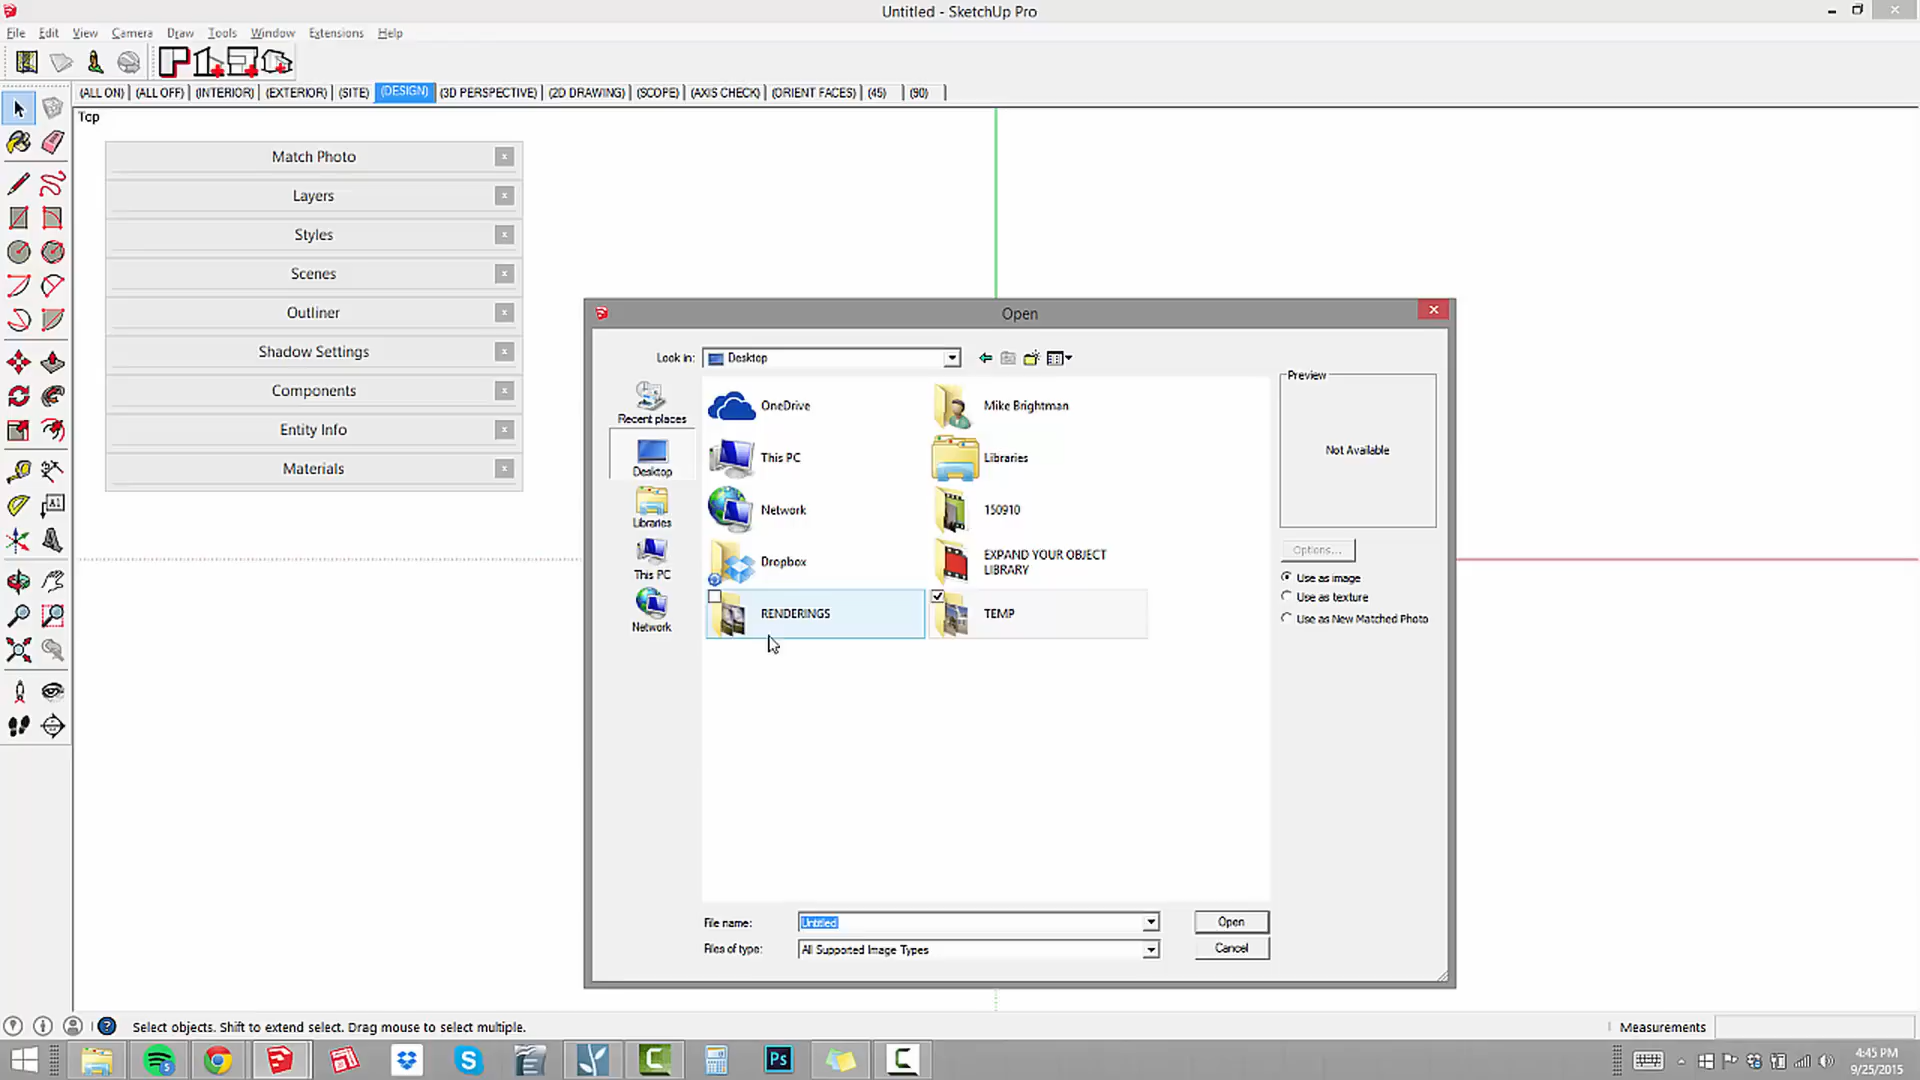 Untitled - SketchUp Pro
File Edit View Camera Draw Tools Window Extensions Help
(ALL ON) (ALL OFF) (INTERIOR) (EXTERIOR) (SITE) (DESIGN) (3D PERSPECTIVE) (2D DRAWING) (SCOPE) (AXIS CHECK) (ORIENT FACES) (45) (90)
Top
Match Photo
Layers
Styles
Scenes
Outliner
Shadow Settings
Components
Entity Info
Materials
Open
Look in: Desktop
Recent places
Desktop
Libraries
This PC
Network
OneDrive
Mike Brightman
This PC
Libraries
Network
150910
Dropbox
EXPAND YOUR OBJECT
LIBRARY
RENDERINGS
TEMP
Preview
Not Available
Options...
Use as image
Use as texture
Use as New Matched Photo
File name: Untitled Open
Files of type: All Supported Image Types Cancel
Select objects. Shift to extend select. Drag mouse to select multiple.
Measurements
Ps
4:45 PM
9/25/2015